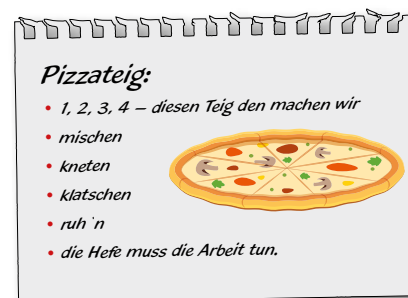 Pizzateig:
• 1, 2, 3, 4 – diesen Teig den machen wir
• mischen
• kneten
• klatschen
• ruh ´n
• die Hefe muss die Arbeit tun.